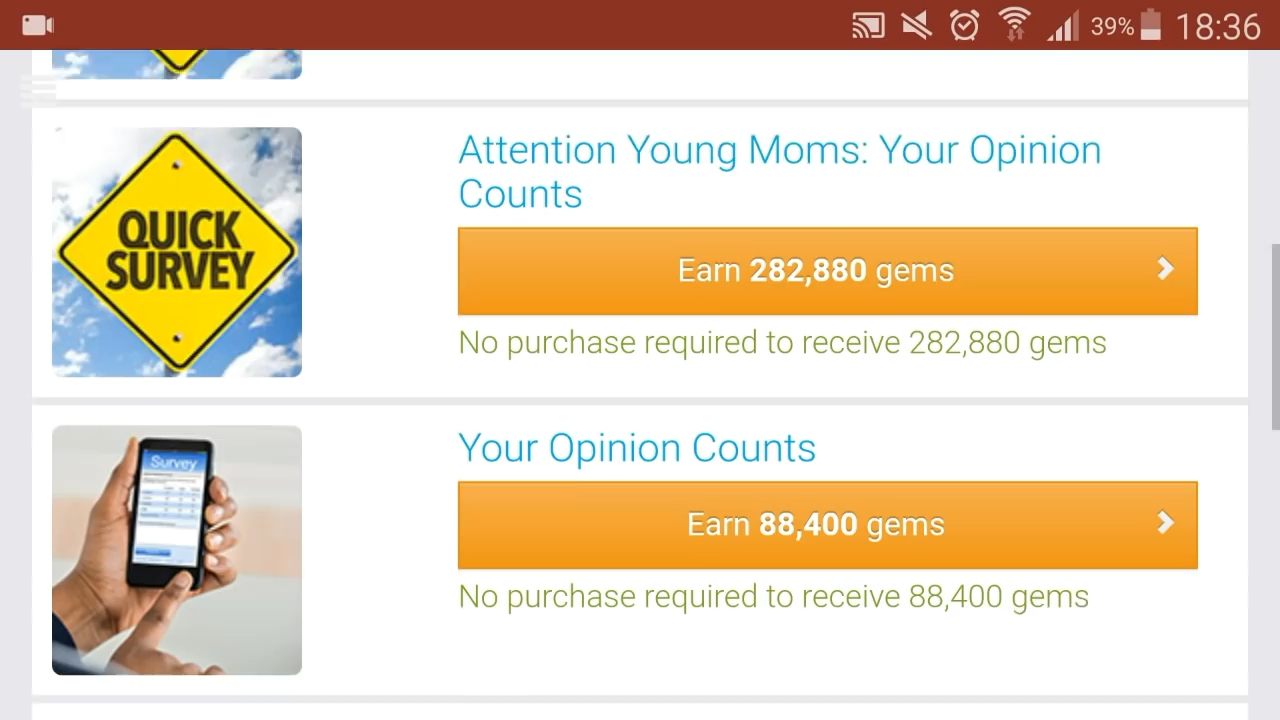 39% 18:36
Attention Young Moms: Your Opinion
Counts
QUICK
SURVEY
Earn 282,880 gems
No purchase required to receive 282,880 gems
Your Opinion Counts
Survey
Earn 88,400 gems
No purchase required to receive 88,400 gems